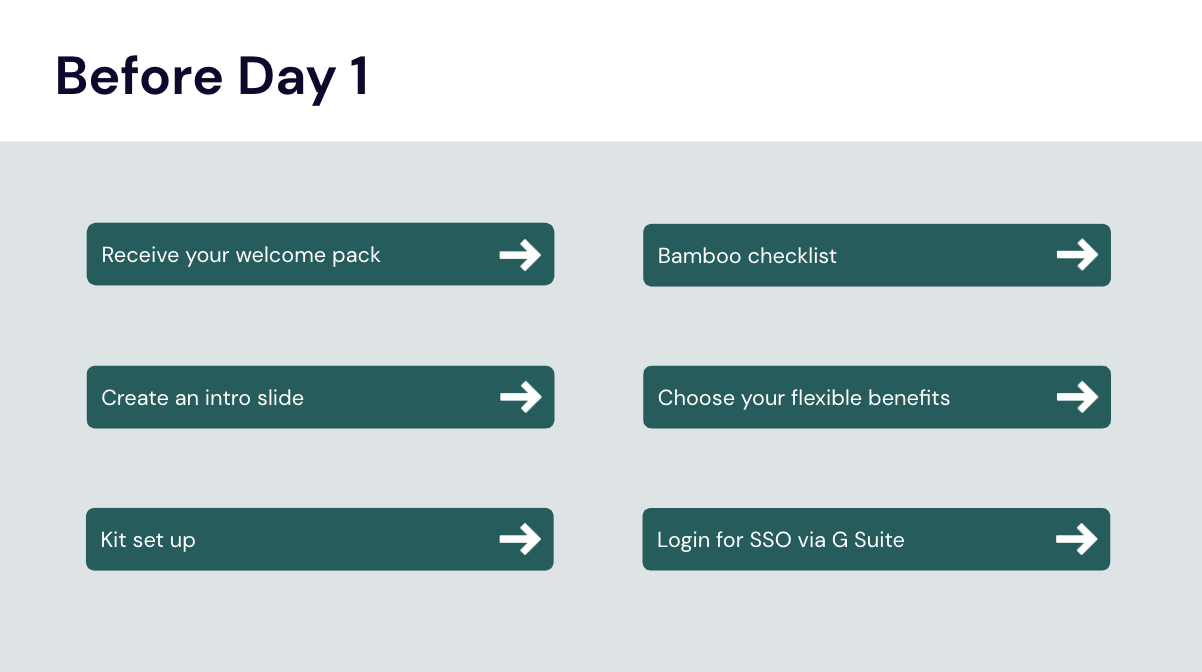 Before Day 1
Receive your welcome pack
Bamboo checklist
Create an intro slide
Choose your flexible benefits
Kit set up
Login for SSO via G Suite